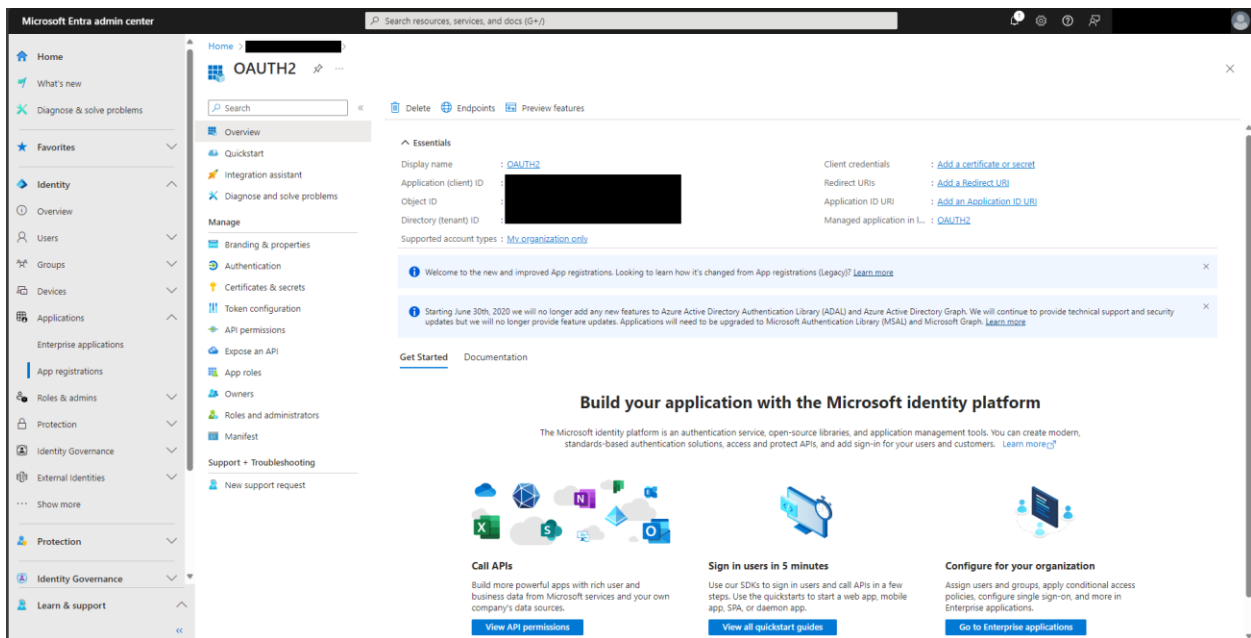 Microsoft Entra admin center
Search resources, services, and docs (G+/)
1
Home
What's new
Diagnose & solve problems
Favorites
Identity
Overview
Users
Groups
Devices
Applications
Enterprise applications
App registrations
Roles & admins
Protection
Identity Governance
External Identities
Show more
Protection
Identity Governance
Learn & support
Home >
OAUTH2
Search
Overview
Quickstart
Integration assistant
Diagnose and solve problems
Manage
Branding & properties
Authentication
Certificates & secrets
Token configuration
API permissions
Expose an API
App roles
Owners
Roles and administrators
Manifest
Support + Troubleshooting
New support request
Delete Endpoints Preview features
Essentials
Display name : OAUTH2
Application (client) ID :
Object ID :
Directory (tenant) ID :
Supported account types : My organization only
Client credentials : Add a certificate or secret
Redirect URIs : Add a Redirect URI
Application ID URI : Add an Application ID URI
Managed application in l... : OAUTH2
Welcome to the new and improved App registrations. Looking to learn how it's changed from App registrations (Legacy)? Learn more
Starting June 30th, 2020 we will no longer add any new features to Azure Active Directory Authentication Library (ADAL) and Azure Active Directory Graph. We will continue to provide technical support and security
updates but we will no longer provide feature updates. Applications will need to be upgraded to Microsoft Authentication Library (MSAL) and Microsoft Graph. Learn more
Get Started Documentation
Build your application with the Microsoft identity platform
The Microsoft identity platform is an authentication service, open-source libraries, and application management tools. You can create modern,
standards-based authentication solutions, access and protect APIs, and add sign-in for your users and customers. Learn more
Call APIs
Build more powerful apps with rich user and
business data from Microsoft services and your own
company's data sources.
View API permissions
Sign in users in 5 minutes
Use our SDKs to sign in users and call APIs in a few
steps. Use the quickstarts to start a web app, mobile
app, SPA, or daemon app.
View all quickstart guides
Configure for your organization
Assign users and groups, apply conditional access
policies, configure single sign-on, and more in
Enterprise applications.
Go to Enterprise applications